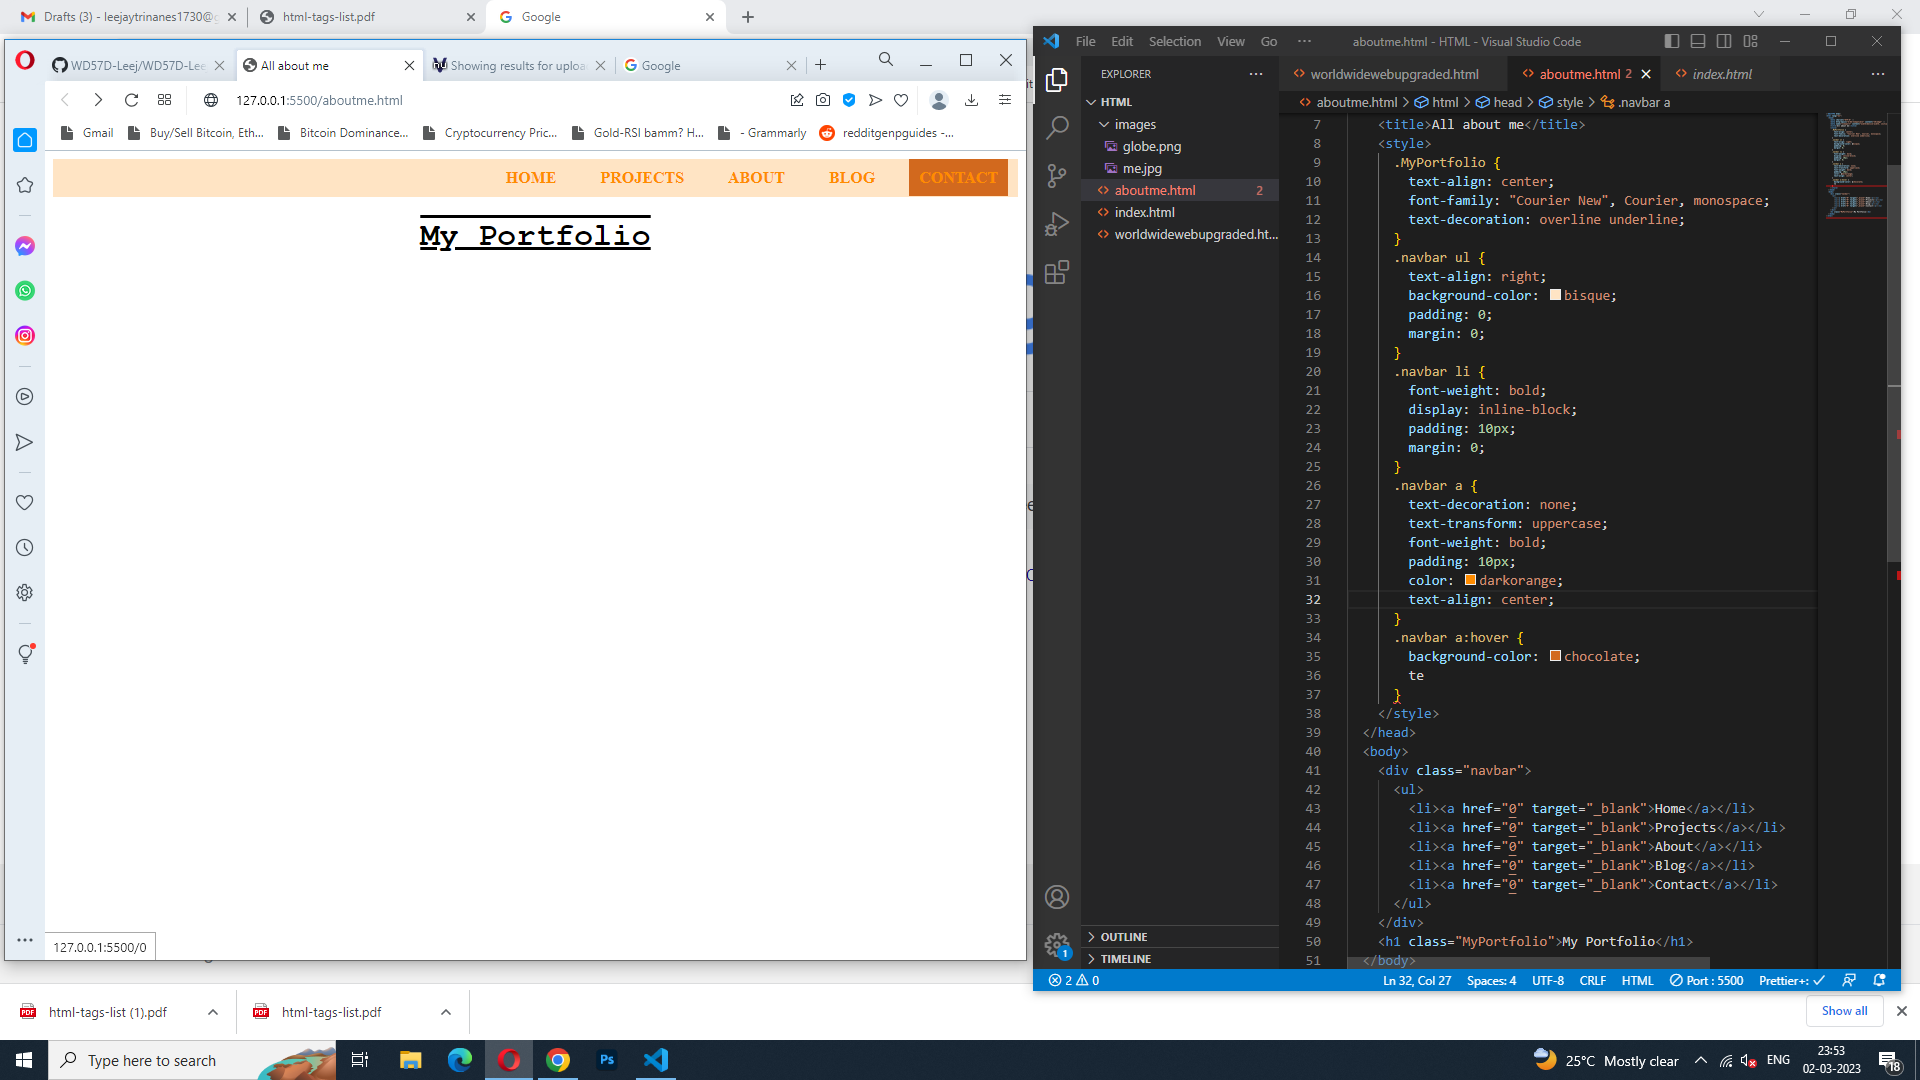 Drafts (3) - leejaytrinanes1730@g
html-tags-list.pdf
Google
WD57D-Leej/WD57D-Lee
All about me
Showing results for uploa
Google
127.0.0.1:5500/aboutme.html
Gmail
Buy/Sell Bitcoin, Eth...
Bitcoin Dominance...
Cryptocurrency Pric...
Gold-RSI bamm? H...
- Grammarly
redditgenpguides -...
HOME
PROJECTS
ABOUT
BLOG
CONTACT
My Portfolio
127.0.0.1:5500/0
File Edit Selection View Go ···
aboutme.html - HTML - Visual Studio Code
EXPLORER
HTML
images
globe.png
me.jpg
aboutme.html 2
index.html
worldwidewebupgraded.ht...
OUTLINE
TIMELINE
worldwidewebupgraded.html
aboutme.html 2
index.html
aboutme.html > html > head > style > .navbar a
7 <title>All about me</title>
8 <style>
9 .MyPortfolio {
10 text-align: center;
11 font-family: "Courier New", Courier, monospace;
12 text-decoration: overline underline;
13 }
14 .navbar ul {
15 text-align: right;
16 background-color: bisque;
17 padding: 0;
18 margin: 0;
19 }
20 .navbar li {
21 font-weight: bold;
22 display: inline-block;
23 padding: 10px;
24 margin: 0;
25 }
26 .navbar a {
27 text-decoration: none;
28 text-transform: uppercase;
29 font-weight: bold;
30 padding: 10px;
31 color: darkorange;
32 text-align: center;
33 }
34 .navbar a:hover {
35 background-color: chocolate;
36 te
37 }
38 </style>
39 </head>
40 <body>
41 <div class="navbar">
42 <ul>
43 <li><a href="0" target="_blank">Home</a></li>
44 <li><a href="0" target="_blank">Projects</a></li>
45 <li><a href="0" target="_blank">About</a></li>
46 <li><a href="0" target="_blank">Blog</a></li>
47 <li><a href="0" target="_blank">Contact</a></li>
48 </ul>
49 </div>
50 <h1 class="MyPortfolio">My Portfolio</h1>
51 </body>
1
2 0
Ln 32, Col 27
Spaces: 4
UTF-8
CRLF
HTML
Port : 5500
Prettier+:
html-tags-list (1).pdf
html-tags-list.pdf
Show all
Type here to search
Ps
25°C Mostly clear
ENG
23:53
02-03-2023
18